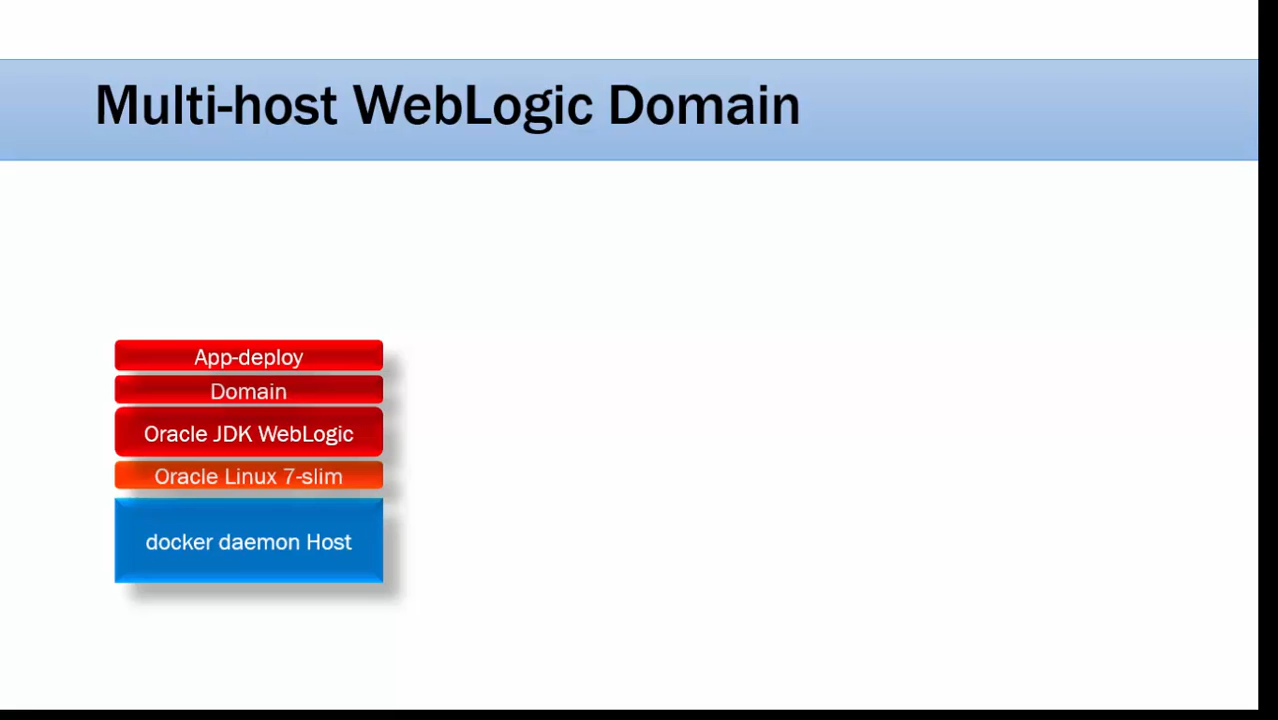 Multi-host WebLogic Domain
App-deploy
Domain
Oracle JDK WebLogic
Oracle Linux 7-slim
docker daemon Host